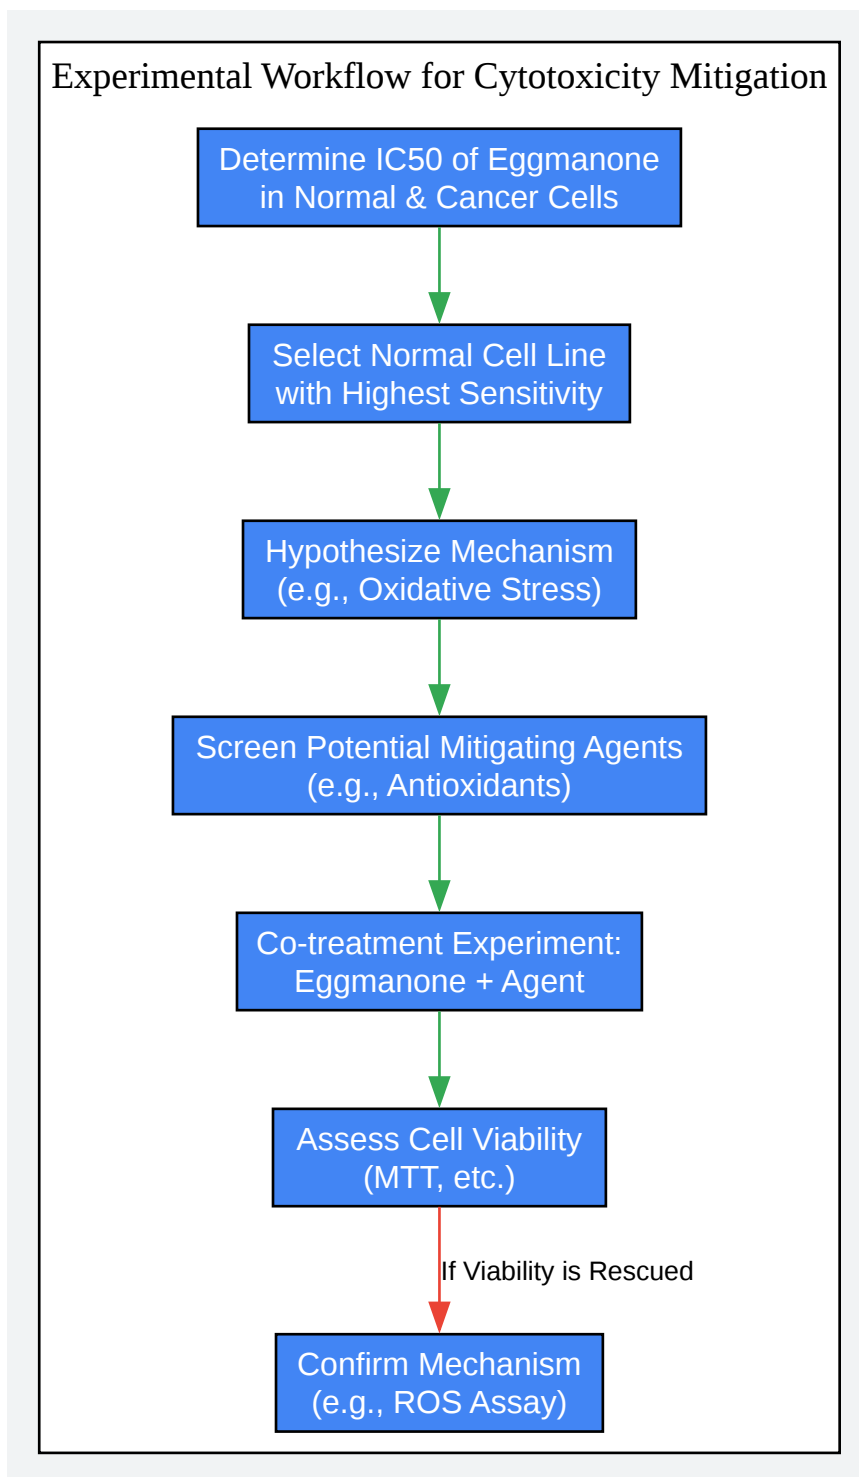 Experimental Workflow for Cytotoxicity Mitigation
Determine IC50 of Eggmanone
in Normal & Cancer Cells
Select Normal Cell Line
with Highest Sensitivity
Hypothesize Mechanism
(e.g., Oxidative Stress)
Screen Potential Mitigating Agents
(e.g., Antioxidants)
Co-treatment Experiment:
Eggmanone + Agent
Assess Cell Viability
(MTT, etc.)
If Viability is Rescued
Confirm Mechanism
(e.g., ROS Assay)